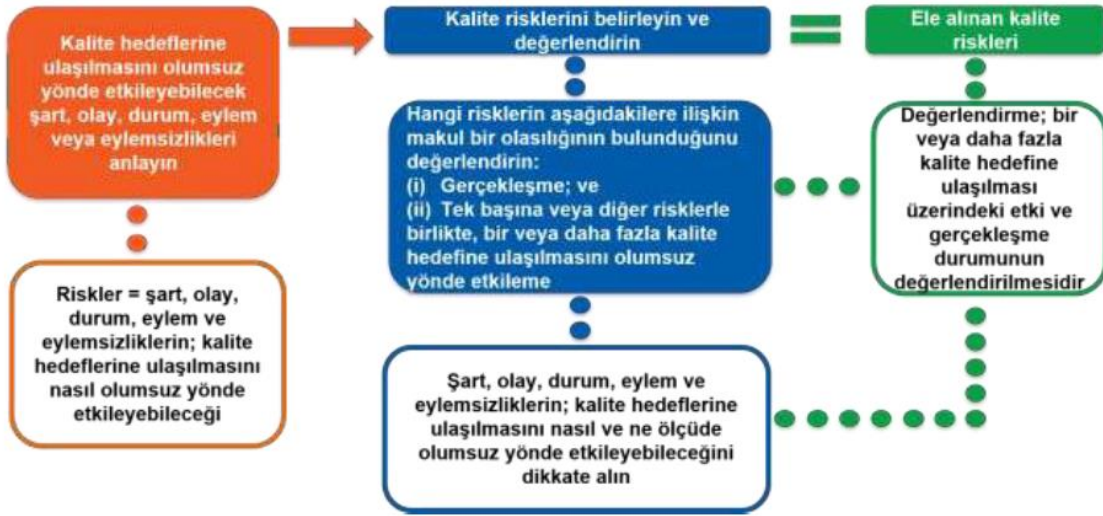 Kalite hedeflerine
ulaşılmasını olumsuz
yönde etkileyebilecek
şart, olay, durum, eylem
veya eylemsizlikleri
anlayın
Riskler = şart, olay,
durum, eylem ve
eylemsizliklerin; kalite
hedeflerine ulaşılmasını
nasıl olumsuz yönde
etkileyebileceği
Kalite risklerini belirleyin ve
değerlendirin
Hangi risklerin aşağıdakilere ilişkin
makul bir olasılığının bulunduğunu
değerlendirin:
(i) Gerçekleşme; ve
(ii) Tek başına veya diğer risklerle
birlikte, bir veya daha fazla kalite
hedefine ulaşılmasını olumsuz
yönde etkileme
Şart, olay, durum, eylem ve
eylemsizliklerin; kalite hedeflerine
ulaşılmasını nasıl ve ne ölçüde
olumsuz yönde etkileyebileceğini
dikkate alın
Ele alınan kalite
riskleri
Değerlendirme; bir
veya daha fazla
kalite hedefine
ulaşılması
üzerindeki etki ve
gerçekleşme
durumunun
değerlendirilmesidir